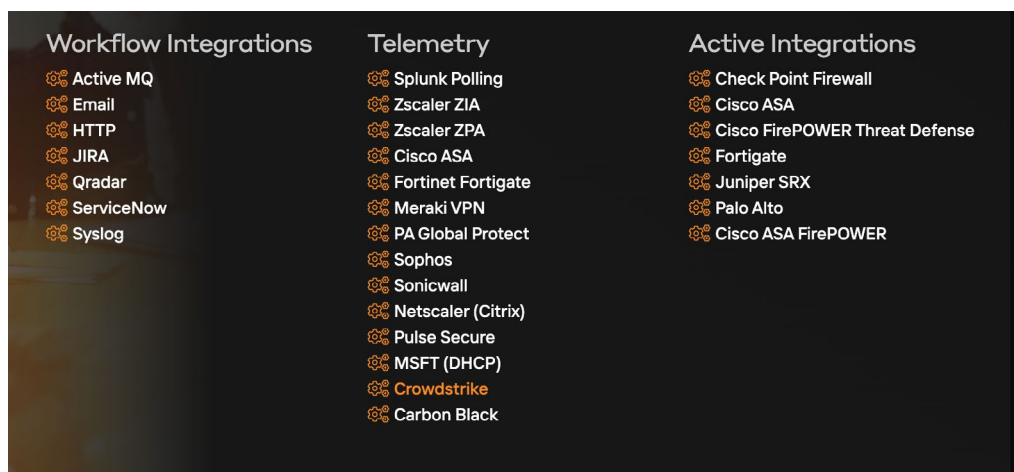 Workflow Integrations
Active MQ
Email
HTTP
JIRA
Qradar
ServiceNow
Syslog
Telemetry
Splunk Polling
Zscaler ZIA
Zscaler ZPA
Cisco ASA
Fortinet Fortigate
Meraki VPN
PA Global Protect
Sophos
Sonicwall
Netscaler (Citrix)
Pulse Secure
MSFT (DHCP)
Crowdstrike
Carbon Black
Active Integrations
Check Point Firewall
Cisco ASA
Cisco FirePOWER Threat Defense
Fortigate
Juniper SRX
Palo Alto
Cisco ASA FirePOWER